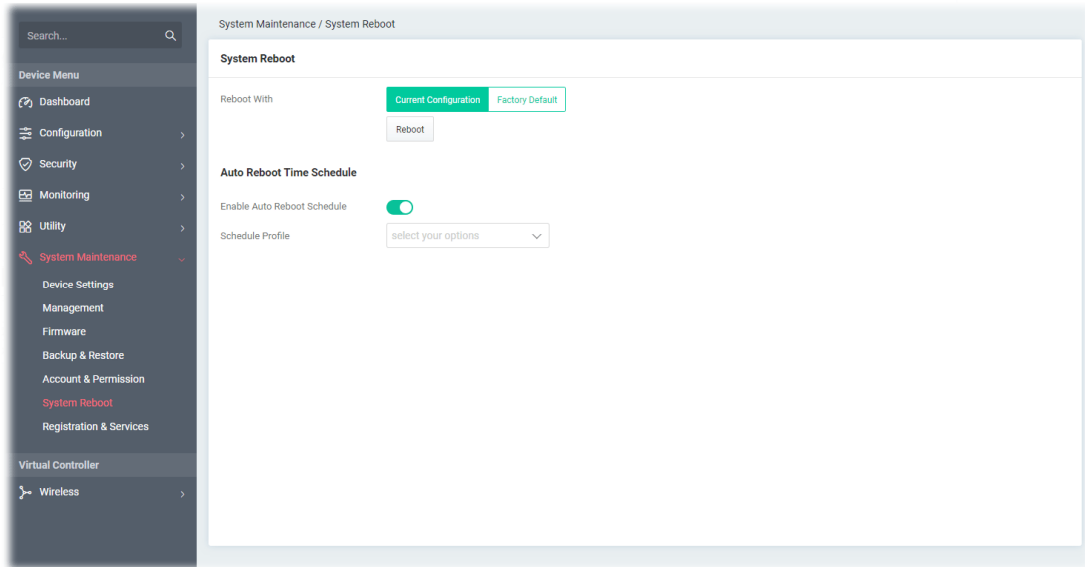 Search...
Device Menu
Dashboard
Configuration
Security
Monitoring
Utility
System Maintenance
Device Settings
Management
Firmware
Backup & Restore
Account & Permission
System Reboot
Registration & Services
Virtual Controller
Wireless
System Maintenance / System Reboot
System Reboot
Reboot With Current Configuration Factory Default
Reboot
Auto Reboot Time Schedule
Enable Auto Reboot Schedule
Schedule Profile select your options